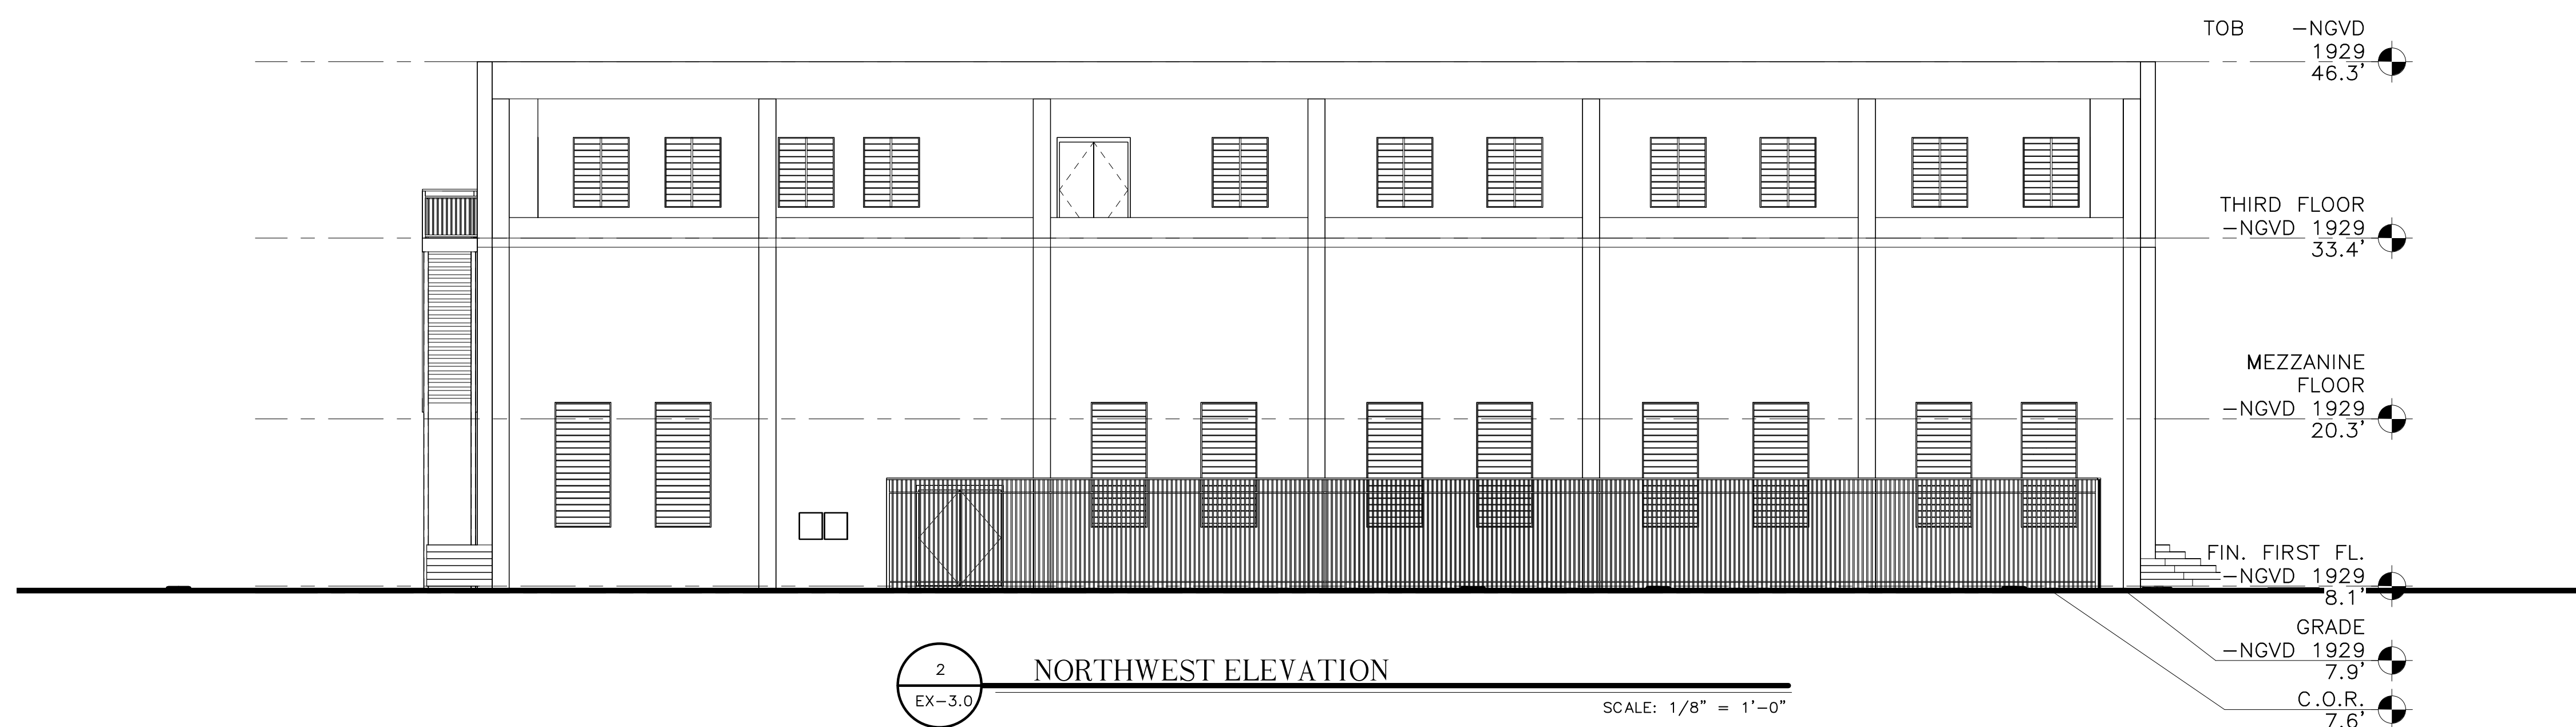 TOB -NGVD
1929
46.3'
THIRD FLOOR
-NGVD 1929
33.4'
MEZZANINE
FLOOR
-NGVD 1929
20.3'
FIN. FIRST FL.
-NGVD 1929
8.1'
GRADE
-NGVD 1929
7.9'
C.O.R.
7.6'
2
EX-3.0
NORTHWEST ELEVATION
SCALE: 1/8" = 1'-0"